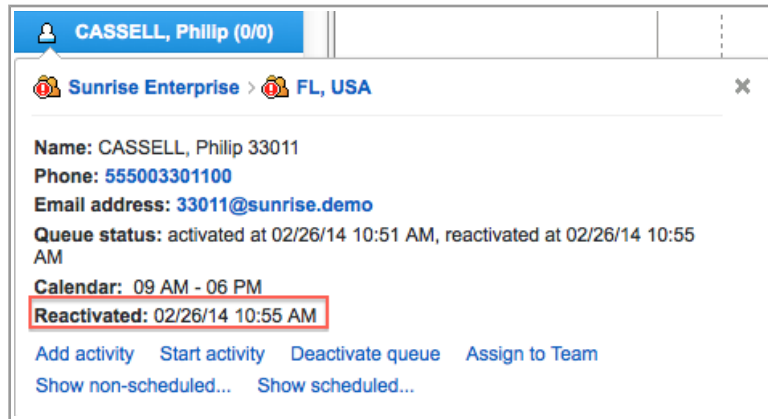 CASSELL, Philip (0/0)
Sunrise Enterprise > FL, USA
Name: CASSELL, Philip 33011
Phone: 555003301100
Email address: 33011@sunrise.demo
Queue status: activated at 02/26/14 10:51 AM, reactivated at 02/26/14 10:55
AM
Calendar: 09 AM - 06 PM
Reactivated: 02/26/14 10:55 AM
Add activity Start activity Deactivate queue Assign to Team
Show non-scheduled... Show scheduled...